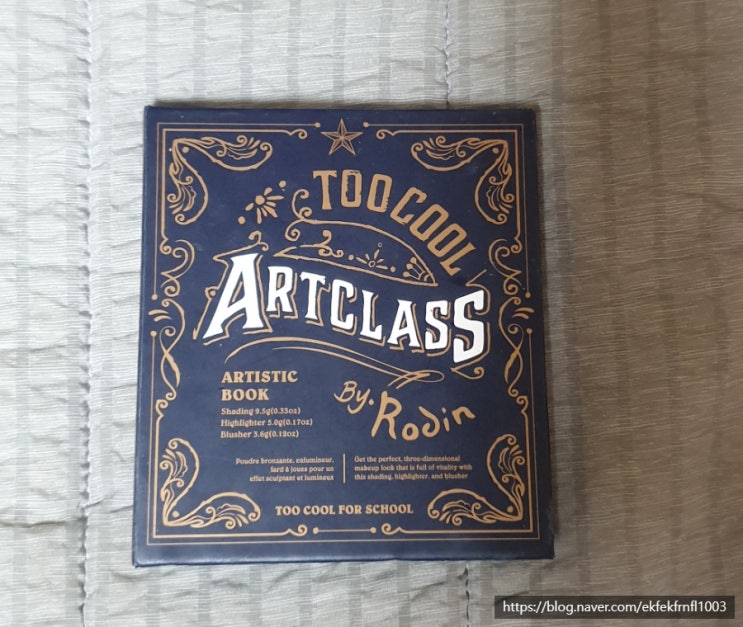 TOO COOL
ARTCLASS
By. Rodin
ARTISTIC
BOOK
Shading 9.5g(0.33oz)
Highlighter 5.0g(0.17oz)
Blusher 3.6g(0.12oz)
Poudre bronzante, enlumineur,
fard à joues pour un
effet sculptant et lumineux
Get the perfect, three-dimensional
makeup look that is full of vitality with
this shading, highlighter, and blusher
TOO COOL FOR SCHOOL
https://blog.naver.com/ekfekfrnfl1003